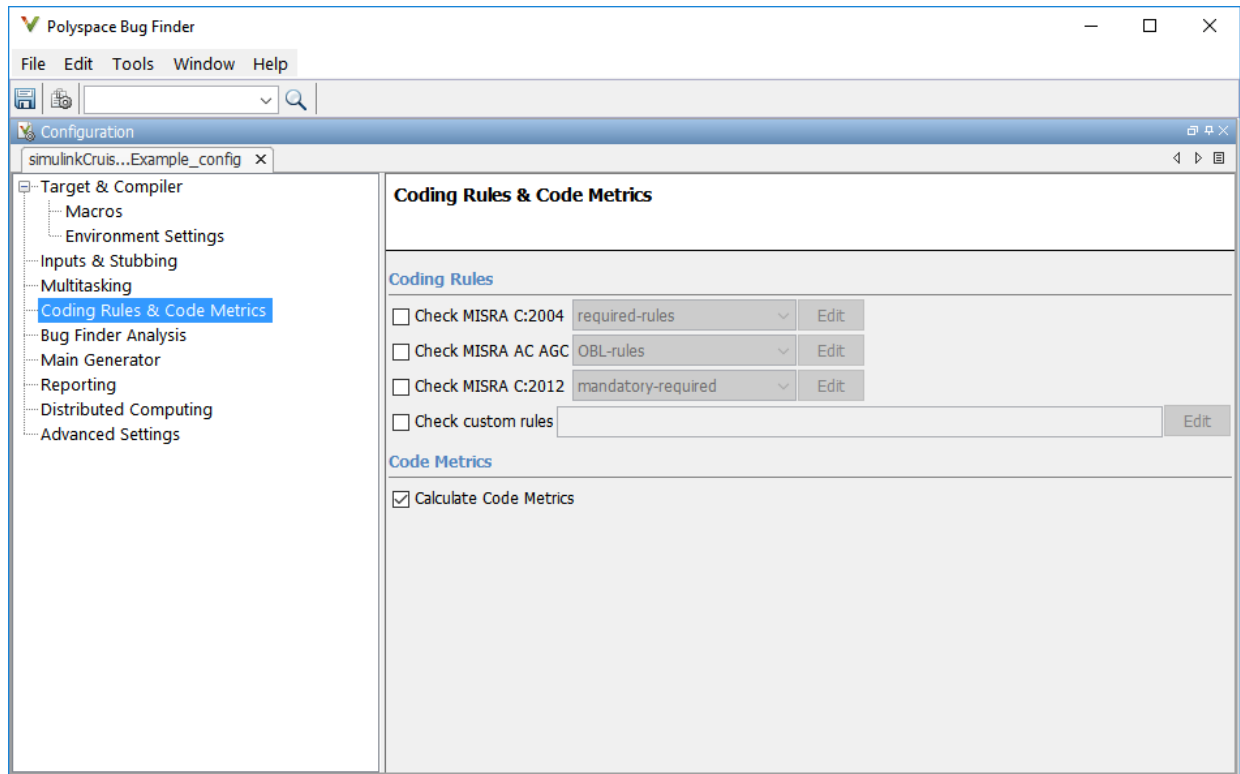 Polyspace Bug Finder
File Edit Tools Window Help
Configuration
simulinkCruis...Example_config
Target & Compiler
Macros
Environment Settings
Inputs & Stubbing
Multitasking
Coding Rules & Code Metrics
Bug Finder Analysis
Main Generator
Reporting
Distributed Computing
Advanced Settings
Coding Rules & Code Metrics
Coding Rules
Check MISRA C:2004 required-rules Edit
Check MISRA AC AGC OBL-rules Edit
Check MISRA C:2012 mandatory-required Edit
Check custom rules Edit
Code Metrics
Calculate Code Metrics